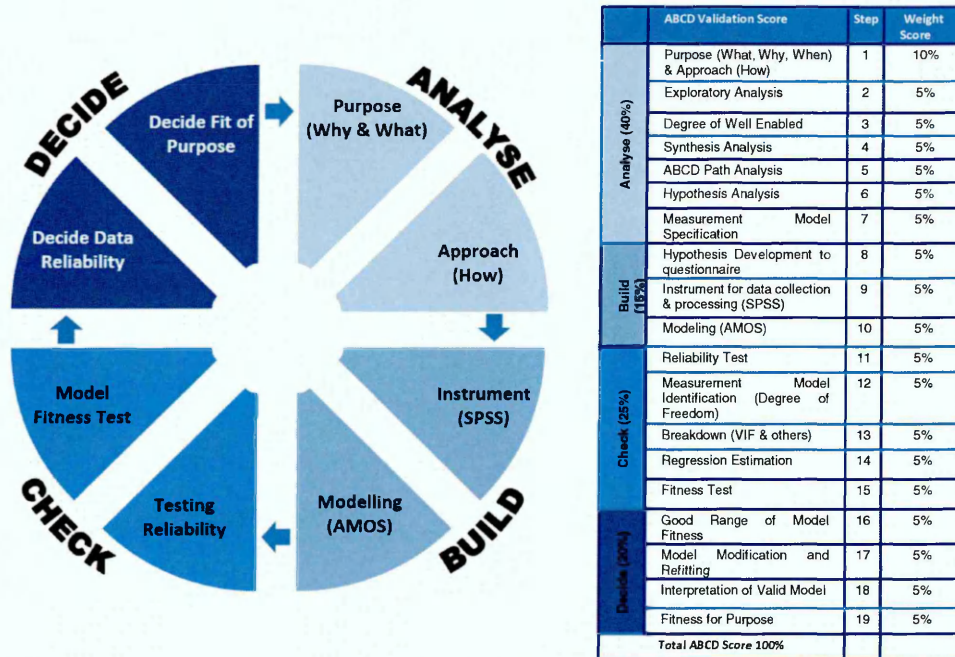 DECIDE
ANALYSE
Decide Fit of
Purpose
Purpose
(Why & What)
Decide Data
Reliability
Approach
(How)
Model
Fitness Test
Instrument
(SPSS)
Testing
Reliability
Modelling
(AMOS)
CHECK
BUILD
ABCD Validation Score Step Weight
Score
Analyse (40%)
Purpose (What, Why, When) 1 10%
& Approach (How)
Exploratory Analysis 2 5%
Degree of Well Enabled 3 5%
Synthesis Analysis 4 5%
ABCD Path Analysis 5 5%
Hypothesis Analysis 6 5%
Measurement Model 7 5%
Specification
Build
(15%)
Hypothesis Development to 8 5%
questionnaire
Instrument for data collection 9 5%
& processing (SPSS)
Modeling (AMOS) 10 5%
Check (25%)
Reliability Test 11 5%
Measurement Model 12 5%
Identification (Degree of
Freedom)
Breakdown (VIF & others) 13 5%
Regression Estimation 14 5%
Fitness Test 15 5%
Decide (20%)
Good Range of Model 16 5%
Fitness
Model Modification and 17 5%
Refitting
Interpretation of Valid Model 18 5%
Fitness for Purpose 19 5%
Total ABCD Score 100%